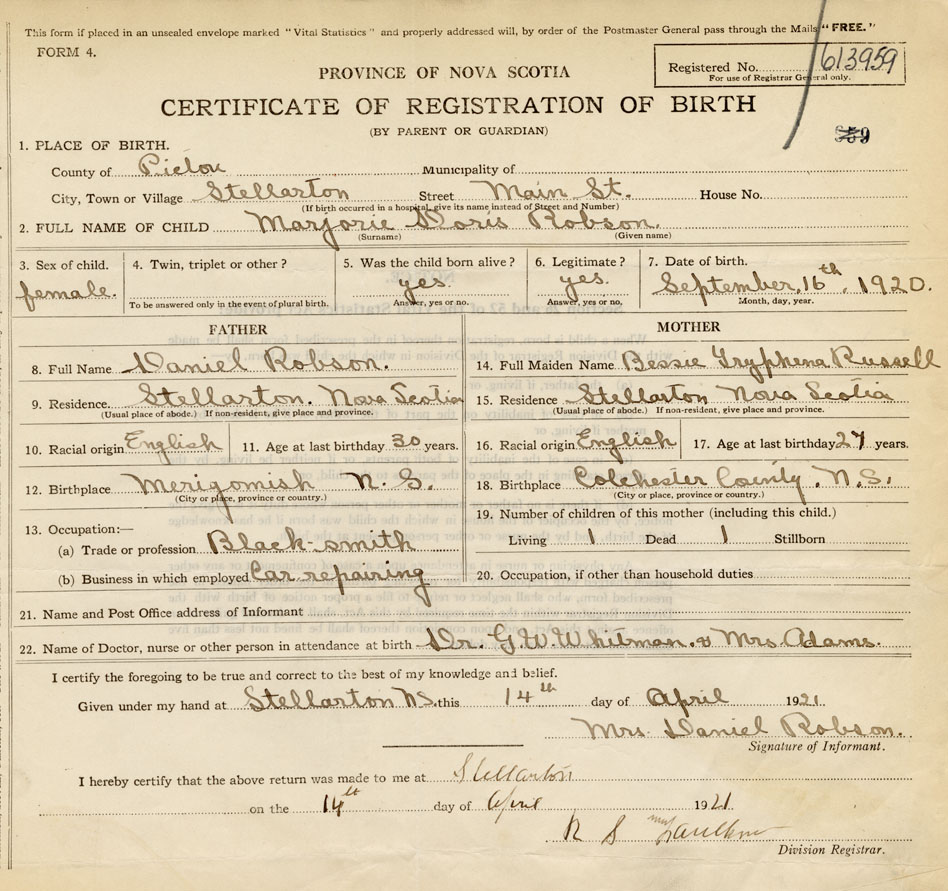 This form if placed in an unsealed envelope marked "Vital Statistics" and properly addressed will, by order of the Postmaster General pass through the Mails "FREE."
FORM 4.
Registered No. 613959
For use of Registrar General only.
PROVINCE OF NOVA SCOTIA
CERTIFICATE OF REGISTRATION OF BIRTH
(BY PARENT OR GUARDIAN)
1. PLACE OF BIRTH.
County of Pictou Municipality of
City, Town or Village Stellarton Street Main St. House No.
(If birth occurred in a hospital, give its name instead of Street and Number)
2. FULL NAME OF CHILD Marjorie Doris Robson.
(Surname) (Given name)
3. Sex of child. 4. Twin, triplet or other? 5. Was the child born alive? 6. Legitimate? 7. Date of birth.
female. yes. yes. September, 16th, 1920.
To be answered only in the event of plural birth. Answer, yes or no. Answer, yes or no. Month, day, year.
FATHER MOTHER
8. Full Name Daniel Robson. 14. Full Maiden Name Bessie Tryphena Russell
9. Residence. Stellarton. Nova Scotia 15. Residence Stellarton Nova Scotia
(Usual place of abode.) If non-resident, give place and province. (Usual place of abode.) If non-resident, give place and province.
10. Racial origin English 11. Age at last birthday 30 years. 16. Racial origin English 17. Age at last birthday 27 years.
12. Birthplace Merigomish N.S. 18. Birthplace Colchester County. N.S.
(City or place, province or country.) (City or place, province or country.)
13. Occupation:— 19. Number of children of this mother (including this child.)
(a) Trade or profession Black-smith Living 1 Dead 1 Stillborn
(b) Business in which employed Car repairing 20. Occupation, if other than household duties
21. Name and Post Office address of Informant
22. Name of Doctor, nurse or other person in attendance at birth Dr. G.W. Whitman. & Mrs. Adams.
I certify the foregoing to be true and correct to the best of my knowledge and belief.
Given under my hand at Stellarton N.S. this 14th day of April 1921
Mrs. Daniel Robson.
Signature of Informant.
I hereby certify that the above return was made to me at Stellarton
on the 14th day of April 1921
Division Registrar.